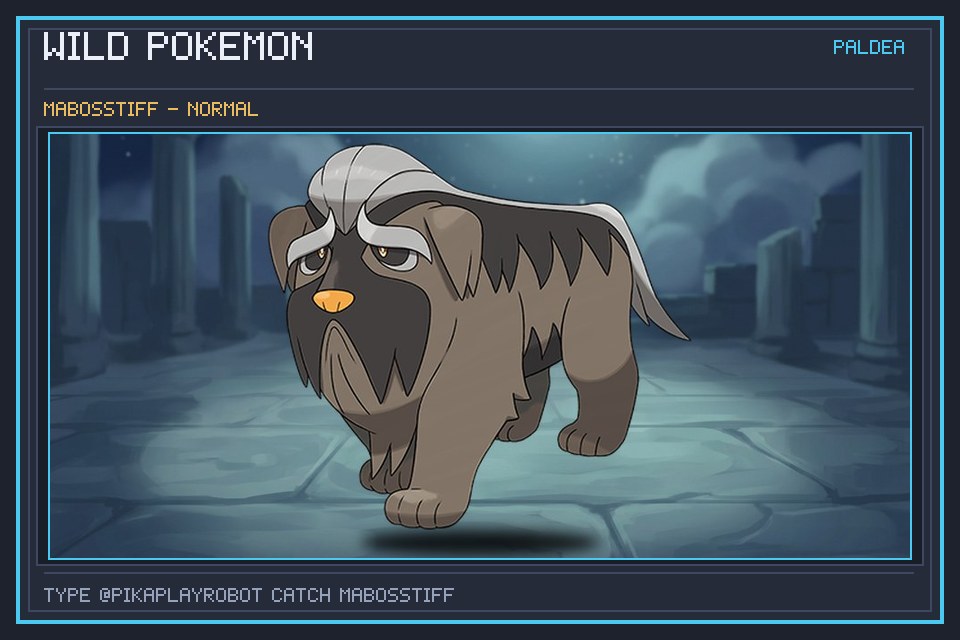 WILD POKEMON
PALDEA
MABOSSTIFF - NORMAL
TYPE @PIKAPLAYROBOT CATCH MABOSSTIFF